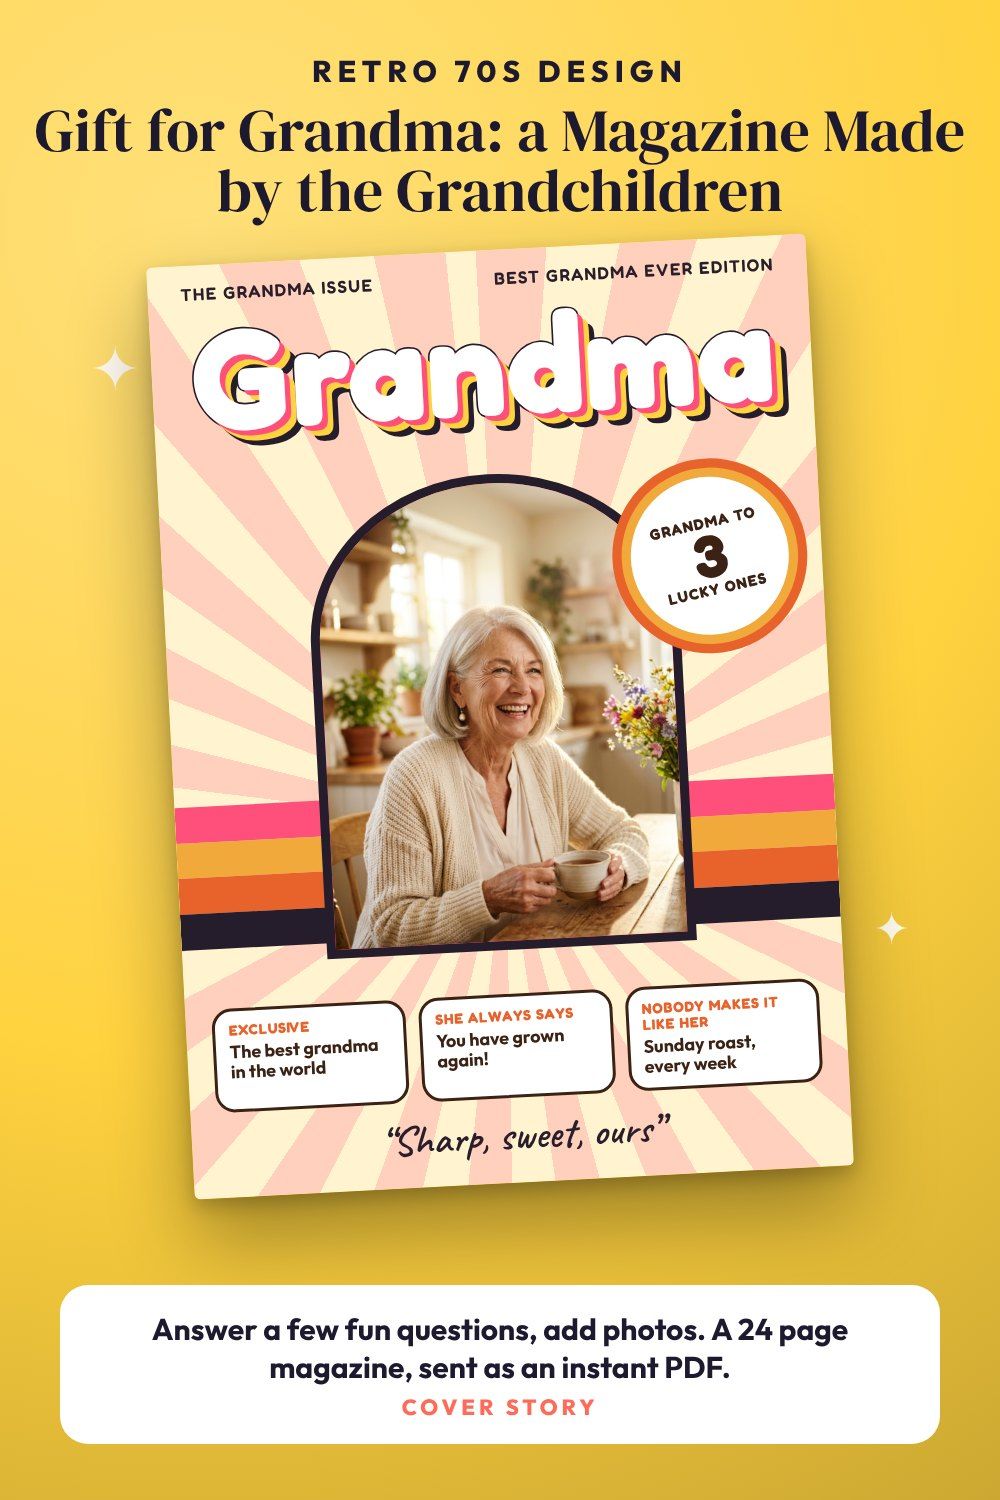 RETRO 70S DESIGN
Gift for Grandma: a Magazine Made
by the Grandchildren
THE GRANDMA ISSUE
BEST GRANDMA EVER EDITION
Grandma
GRANDMA TO
3
LUCKY ONES
EXCLUSIVE
The best grandma
in the world
SHE ALWAYS SAYS
You have grown
again!
NOBODY MAKES IT
LIKE HER
Sunday roast,
every week
“Sharp, sweet, ours”
Answer a few fun questions, add photos. A 24 page
magazine, sent as an instant PDF.
COVER STORY